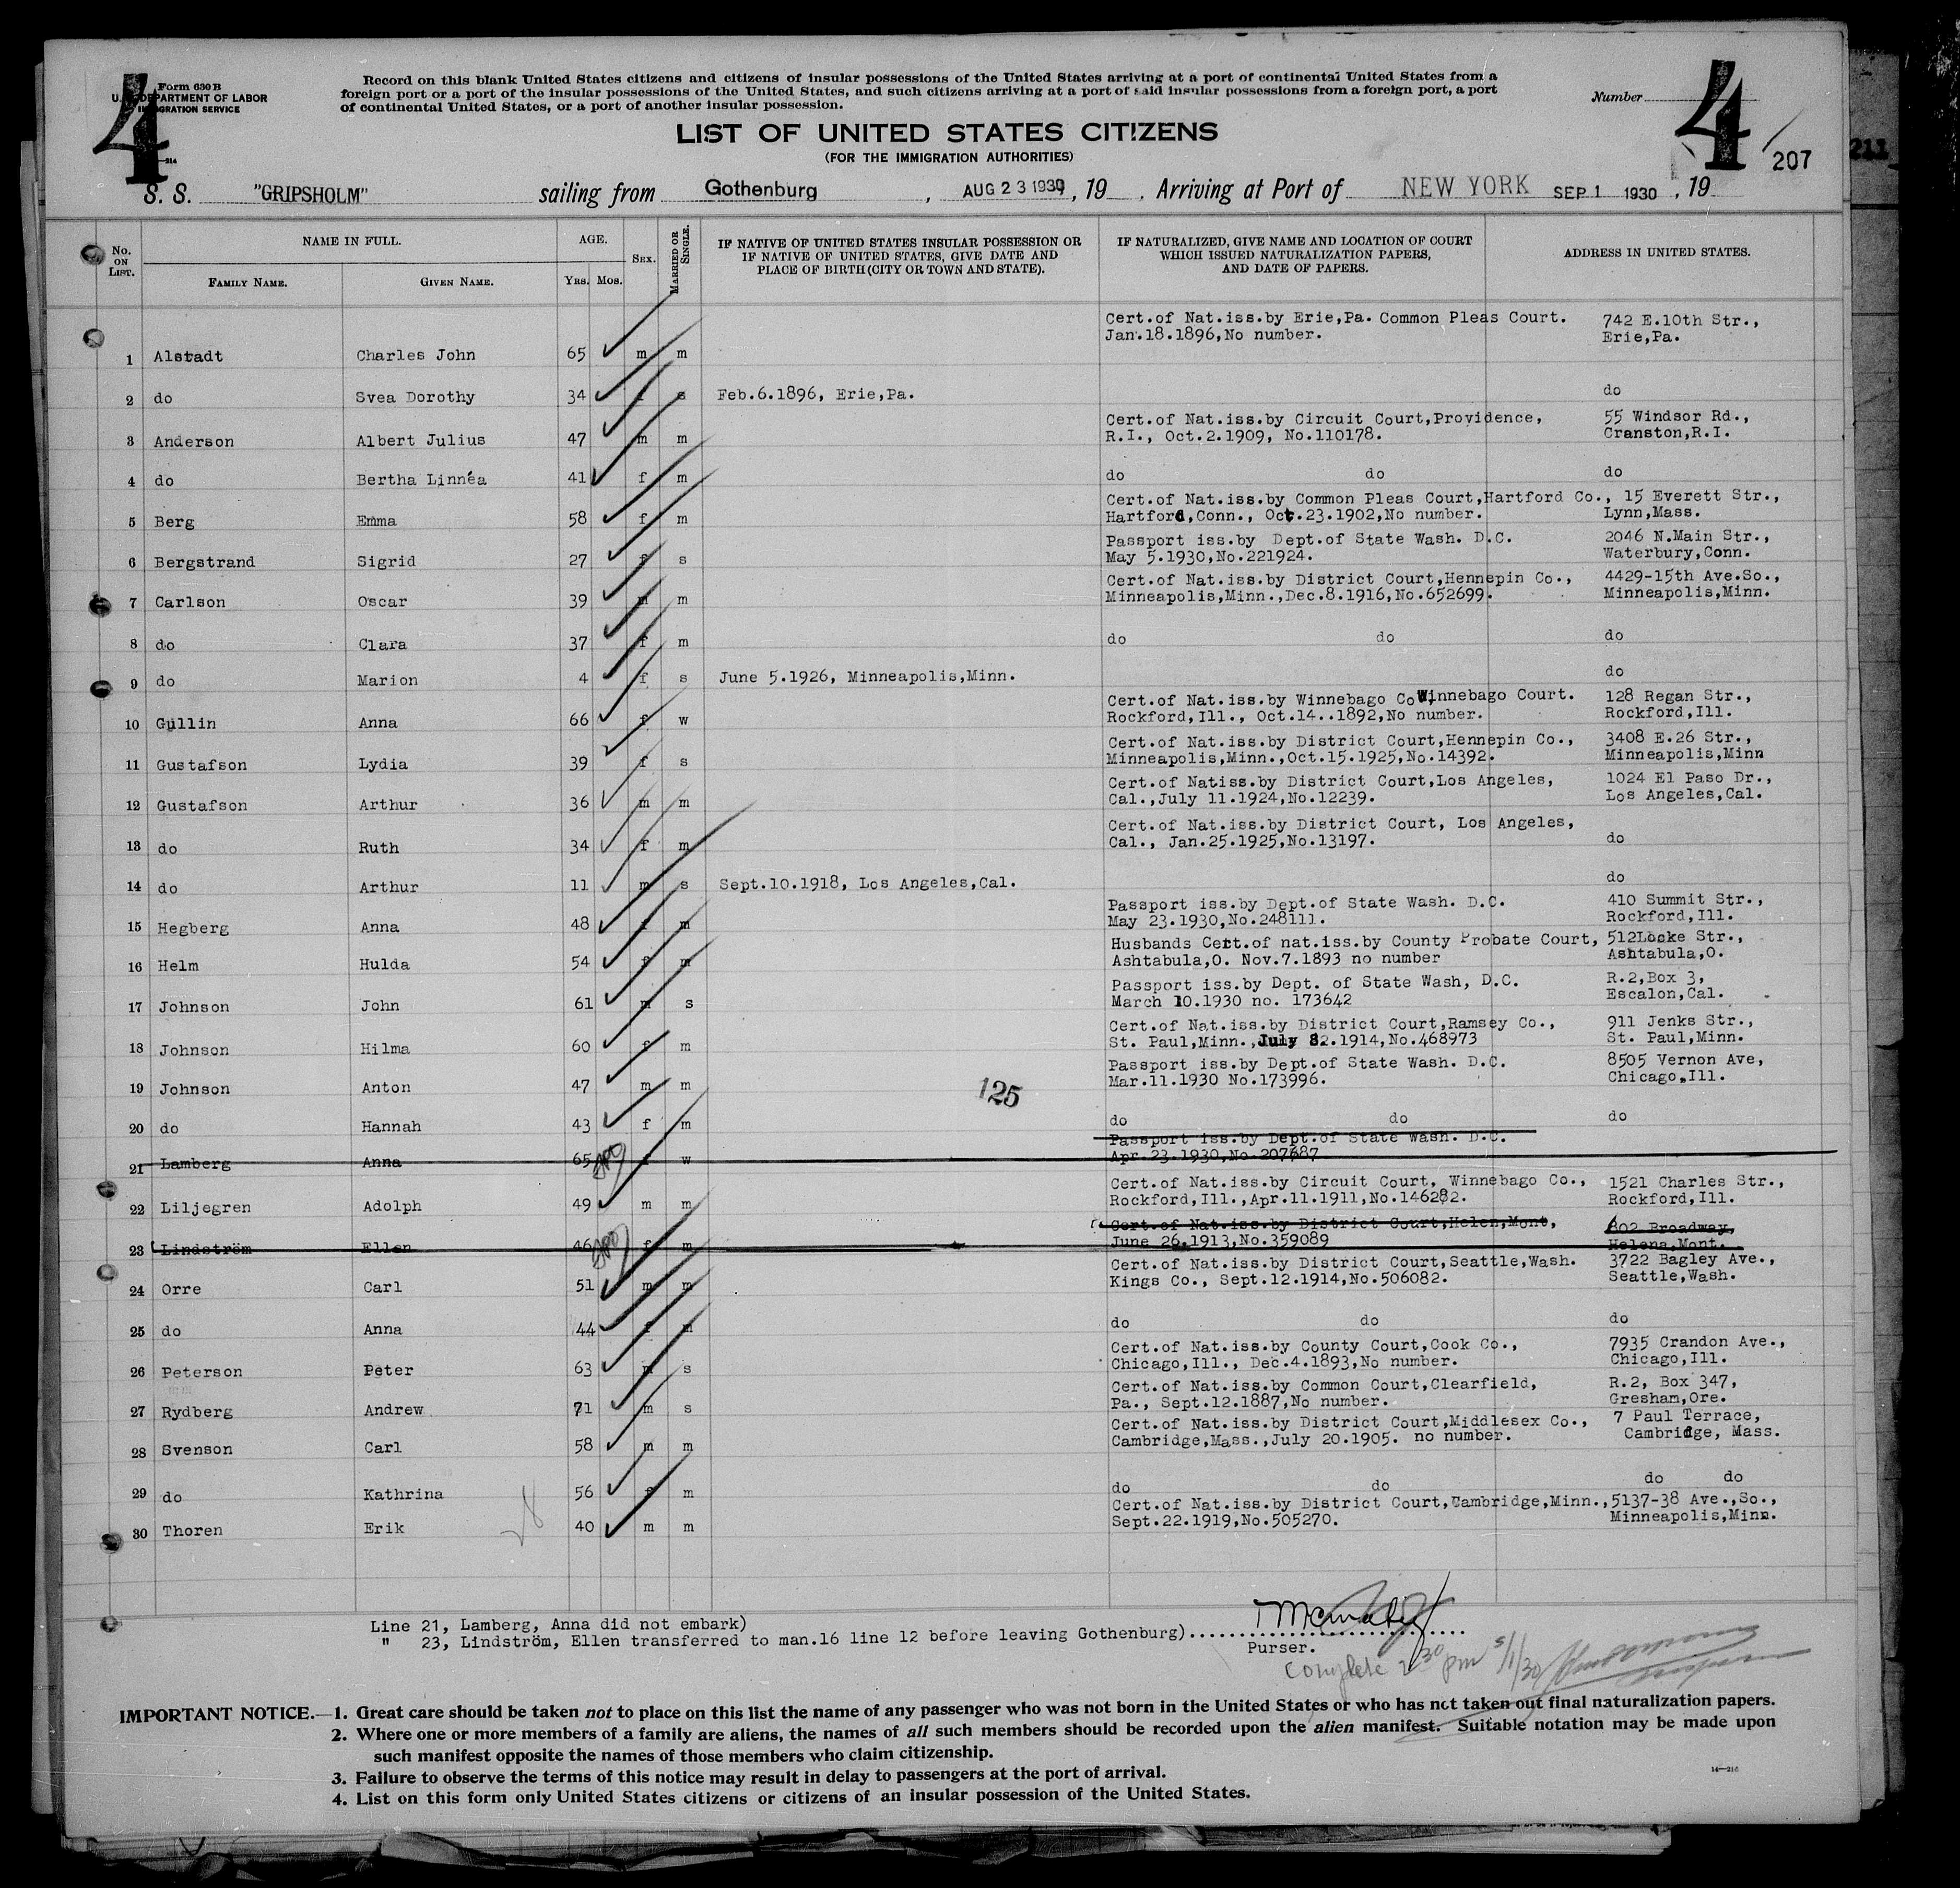 4
Form 630 B
U.S. DEPARTMENT OF LABOR
IMMIGRATION SERVICE
Record on this blank United States citizens and citizens of insular possessions of the United States arriving at a port of continental United States from a
foreign port or a port of the insular possessions of the United States, and such citizens arriving at a port of said insular possessions from a foreign port, a port
of continental United States, or a port of another insular possession.
Number
4
207
211
LIST OF UNITED STATES CITIZENS
(FOR THE IMMIGRATION AUTHORITIES)
S. S. "GRIPSHOLM" sailing from Gothenburg, AUG 23 1930, 19 . Arriving at Port of NEW YORK SEP 1 1930, 19
No. ON LIST. NAME IN FULL. FAMILY NAME. GIVEN NAME. AGE. YRS. MOS. SEX. MARRIED OR SINGLE.
IF NATIVE OF UNITED STATES INSULAR POSSESSION OR
IF NATIVE OF UNITED STATES, GIVE DATE AND
PLACE OF BIRTH (CITY OR TOWN AND STATE).
IF NATURALIZED, GIVE NAME AND LOCATION OF COURT
WHICH ISSUED NATURALIZATION PAPERS,
AND DATE OF PAPERS.
ADDRESS IN UNITED STATES.
Cert.of Nat.iss.by Erie,Pa. Common Pleas Court. 742 E.10th Str.,
Jan.18.1896,No number. Erie,Pa.
1 Alstadt Charles John 65 m m
2 do Svea Dorothy 34 f s Feb.6.1896, Erie,Pa. do
Cert.of Nat.iss.by Circuit Court,Providence, 55 Windsor Rd.,
3 Anderson Albert Julius 47 m m R.I., Oct.2.1909, No.110178. Cranston,R.I.
4 do Bertha Linnéa 41 f m do do do
Cert.of Nat.iss.by Common Pleas Court,Hartford Co., 15 Everett Str.,
5 Berg Emma 58 f m Hartford,Conn., Oct.23.1902,No number. Lynn,Mass.
Passport iss.by Dept.of State Wash. D.C. 2046 N.Main Str.,
6 Bergstrand Sigrid 27 f s May 5.1930,No.221924. Waterbury,Conn.
Cert.of Nat.iss.by District Court,Hennepin Co., 4429-15th Ave.So.,
7 Carlson Oscar 39 m m Minneapolis,Minn.,Dec.8.1916,No.652699. Minneapolis,Minn.
8 do Clara 37 f m do do do
9 do Marion 4 f s June 5.1926, Minneapolis,Minn. do
Cert.of Nat.iss.by Winnebago Co Winnebago Court. 128 Regan Str.,
10 Gullin Anna 66 f w Rockford,Ill., Oct.14..1892,No number. Rockford,Ill.
Cert.of Nat.iss.by District Court,Hennepin Co., 3408 E.26 Str.,
11 Gustafson Lydia 39 f s Minneapolis,Minn.,Oct.15.1925,No.14392. Minneapolis,Minn
Cert.of Natiss.by District Court,Los Angeles, 1024 El Paso Dr.,
12 Gustafson Arthur 36 m m Cal.,July 11.1924,No.12239. Los Angeles,Cal.
Cert.of Nat.iss.by District Court, Los Angeles,
13 do Ruth 34 f m Cal., Jan.25.1925,No.13197. do
14 do Arthur 11 m s Sept.10.1918, Los Angeles,Cal. do
Passport iss.by Dept.of State Wash. D.C. 410 Summit Str.,
15 Hegberg Anna 48 f m May 23.1930,No.248111. Rockford,Ill.
Husbands Cert.of nat.iss.by County Probate Court, 512Locke Str.,
16 Helm Hulda 54 f m Ashtabula,O. Nov.7.1893 no number Ashtabula,O.
Passport iss.by Dept. of State Wash, D.C. R.2,Box 3,
17 Johnson John 61 m s March 10.1930 no. 173642 Escalon,Cal.
Cert.of Nat.iss.by District Court,Ramsey Co., 911 Jenks Str.,
18 Johnson Hilma 60 f m St. Paul,Minn.,July 82.1914,No.468973 St. Paul,Minn.
Passport iss.by Dept.of State Wash. D.C. 8505 Vernon Ave,
19 Johnson Anton 47 m m Mar.11.1930 No.173996. Chicago,Ill.
125
20 do Hannah 43 f m do do do
Passport iss.by Dept.of State Wash. D.C.
21 Lamberg Anna 65 f w Apr.23.1930,No.207687
Cert.of Nat.iss.by Circuit Court, Winnebago Co., 1521 Charles Str.,
22 Liljegren Adolph 49 m m Rockford,Ill.,Apr.11.1911,No.146282. Rockford,Ill.
Cert.of Nat.iss.by District Court,Helen,Mont, 802 Broadway,
23 Lindström Ellen 46 f m June 26.1913,No.359089 Helena,Mont.
Cert.of Nat.iss.by District Court,Seattle,Wash. 3722 Bagley Ave.,
24 Orre Carl 51 m m Kings Co., Sept.12.1914,No.506082. Seattle,Wash.
25 do Anna 44 f m do do do
Cert.of Nat.iss.by County Court,Cook Co., 7935 Crandon Ave.,
26 Peterson Peter 63 m s Chicago,Ill., Dec.4.1893,No number. Chicago,Ill.
Cert.of Nat.iss.by Common Court,Clearfield, R.2, Box 347,
27 Rydberg Andrew 71 m s Pa., Sept.12.1887,No number. Gresham,Ore.
Cert.of Nat.iss.by District Court,Middlesex Co., 7 Paul Terrace,
28 Svenson Carl 58 m m Cambridge,Mass.,July 20.1905. no number. Cambridge, Mass.
29 do Kathrina 56 f m do do do do
Cert.of Nat.iss.by District Court,Cambridge,Minn., 5137-38 Ave.,So.,
30 Thoren Erik 40 m m Sept.22.1919,No.505270. Minneapolis,Minn.
28
Line 21, Lamberg, Anna did not embark)
" 23, Lindström, Ellen transferred to man.16 line 12 before leaving Gothenburg)
Purser.
Complete 2 30 pm 9/1/30
IMPORTANT NOTICE.—1. Great care should be taken not to place on this list the name of any passenger who was not born in the United States or who has not taken out final naturalization papers.
2. Where one or more members of a family are aliens, the names of all such members should be recorded upon the alien manifest. Suitable notation may be made upon
such manifest opposite the names of those members who claim citizenship.
3. Failure to observe the terms of this notice may result in delay to passengers at the port of arrival.
4. List on this form only United States citizens or citizens of an insular possession of the United States.
14—214